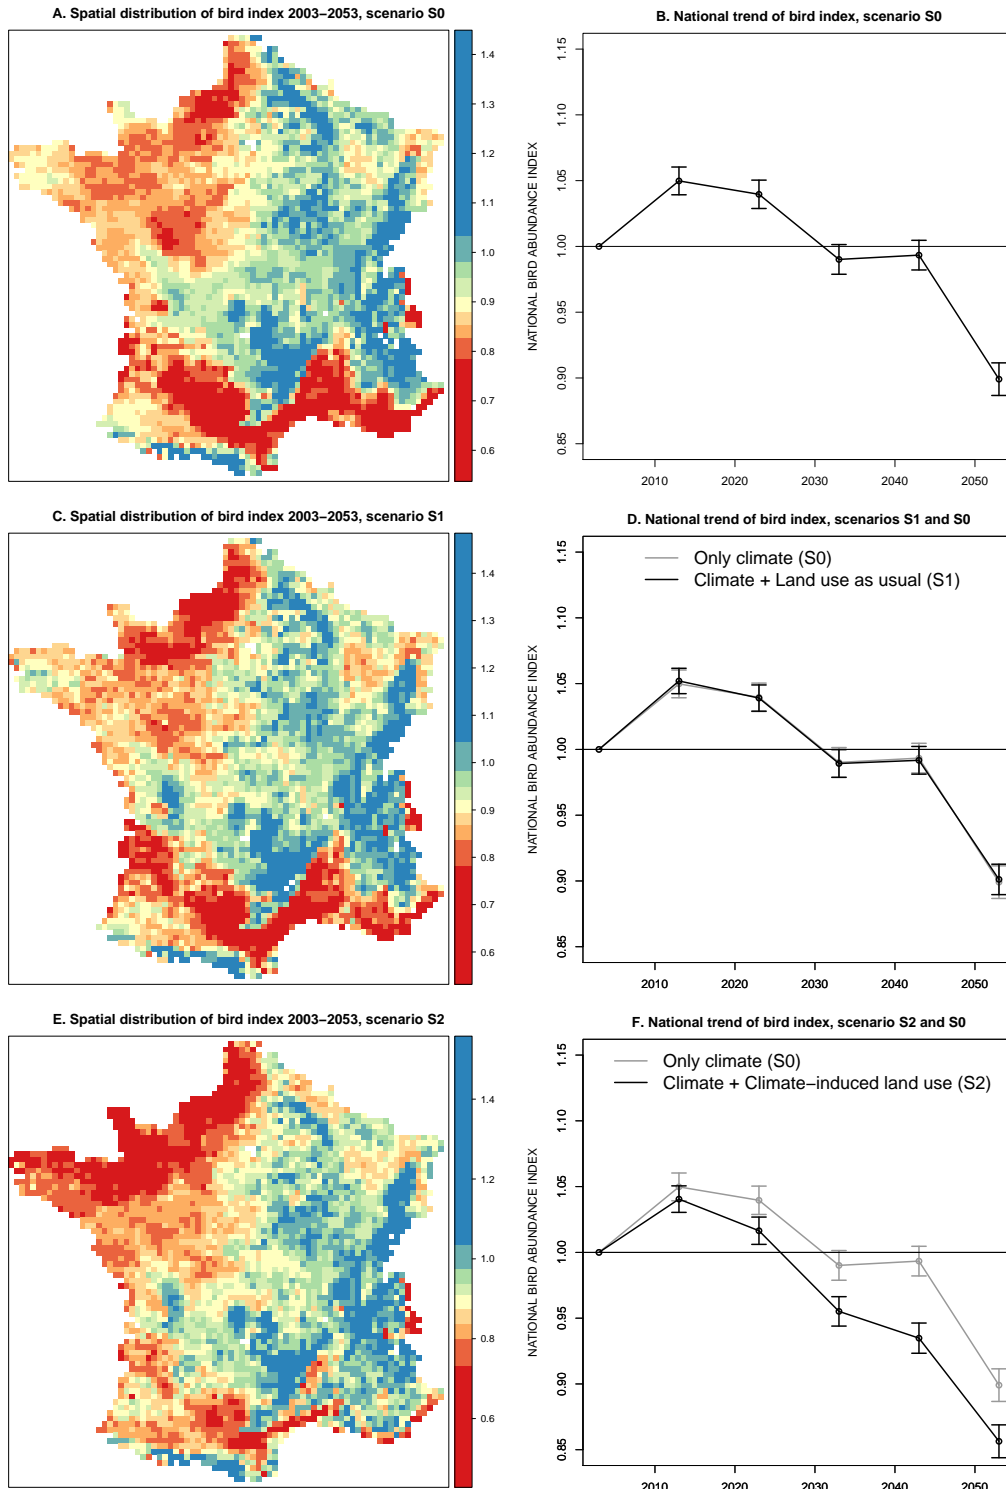 A. Spatial distribution of bird index 2003–2053, scenario S0
1.4
1.3
1.2
1.1
1.0
0.9
0.8
0.7
0.6
B. National trend of bird index, scenario S0
NATIONAL BIRD ABUNDANCE INDEX
1.15
1.10
1.05
1.00
0.95
0.90
0.85
2010 2020 2030 2040 2050
C. Spatial distribution of bird index 2003–2053, scenario S1
1.4
1.3
1.2
1.1
1.0
0.9
0.8
0.7
0.6
D. National trend of bird index, scenarios S1 and S0
Only climate (S0)
Climate + Land use as usual (S1)
NATIONAL BIRD ABUNDANCE INDEX
1.15
1.10
1.05
1.00
0.95
0.90
0.85
2010 2020 2030 2040 2050
E. Spatial distribution of bird index 2003–2053, scenario S2
1.4
1.2
1.0
0.8
0.6
F. National trend of bird index, scenario S2 and S0
Only climate (S0)
Climate + Climate−induced land use (S2)
NATIONAL BIRD ABUNDANCE INDEX
1.15
1.10
1.05
1.00
0.95
0.90
0.85
2010 2020 2030 2040 2050